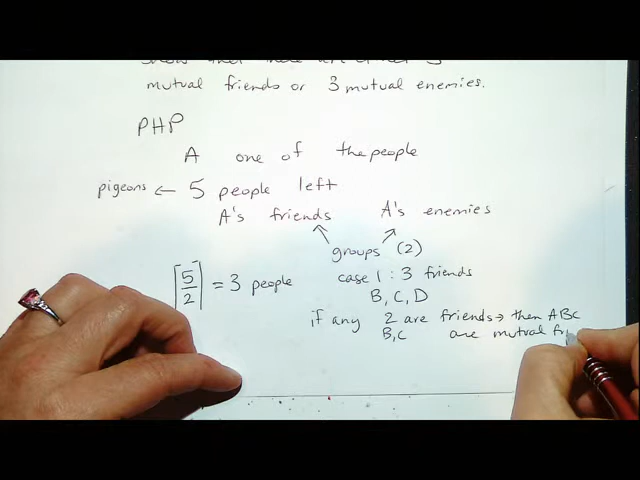 mutual friends or 3 mutual enemies.
PHP
A one of the people
pigeons ← 5 people left
A's friends A's enemies
groups (2)
⌈5/2⌉ = 3 people
case 1 : 3 friends
B, C, D
if any 2 are friends → then ABC
B,C are mutual fr